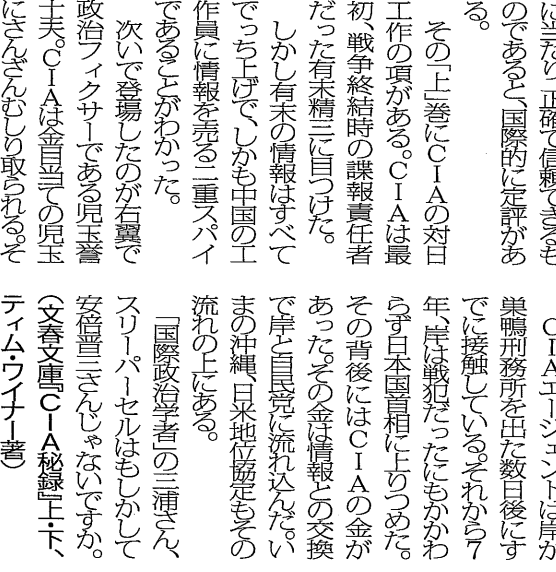 に当たり、正確で信頼できるも
のであると、国際的に定評があ
る。
その「上」巻にCIAの対日
工作の項がある。CIAは最
初、戦争終結時の諜報責任者
だった有末精三に目つけた。
しかし有末の情報はすべて
でっち上げで、しかも中国の工
作員に情報を売る二重スパイ
であることがわかった。
次いで登場したのが右翼で
政治フィクサーである児玉誉
士夫。CIAは金目当ての児玉
にさんざんむしり取られる。そ
CIAエージェントは岸が
巣鴨刑務所を出た数日後にす
でに接触している。それから7
年、岸は戦犯だったにもかかわ
らず日本国首相に上りつめた。
その背後にはCIAの金が
あった。その金は情報との交換
で岸と自民党に流れ込んだ。い
まの沖縄、日米地位協定もその
流れの上にある。
「国際政治学者」の三浦さん、
スリーパーセルはもしかして
安倍晋三さんじゃないですか。
(文春文庫『CIA秘録』上・下、
ティム・ワイナー著)